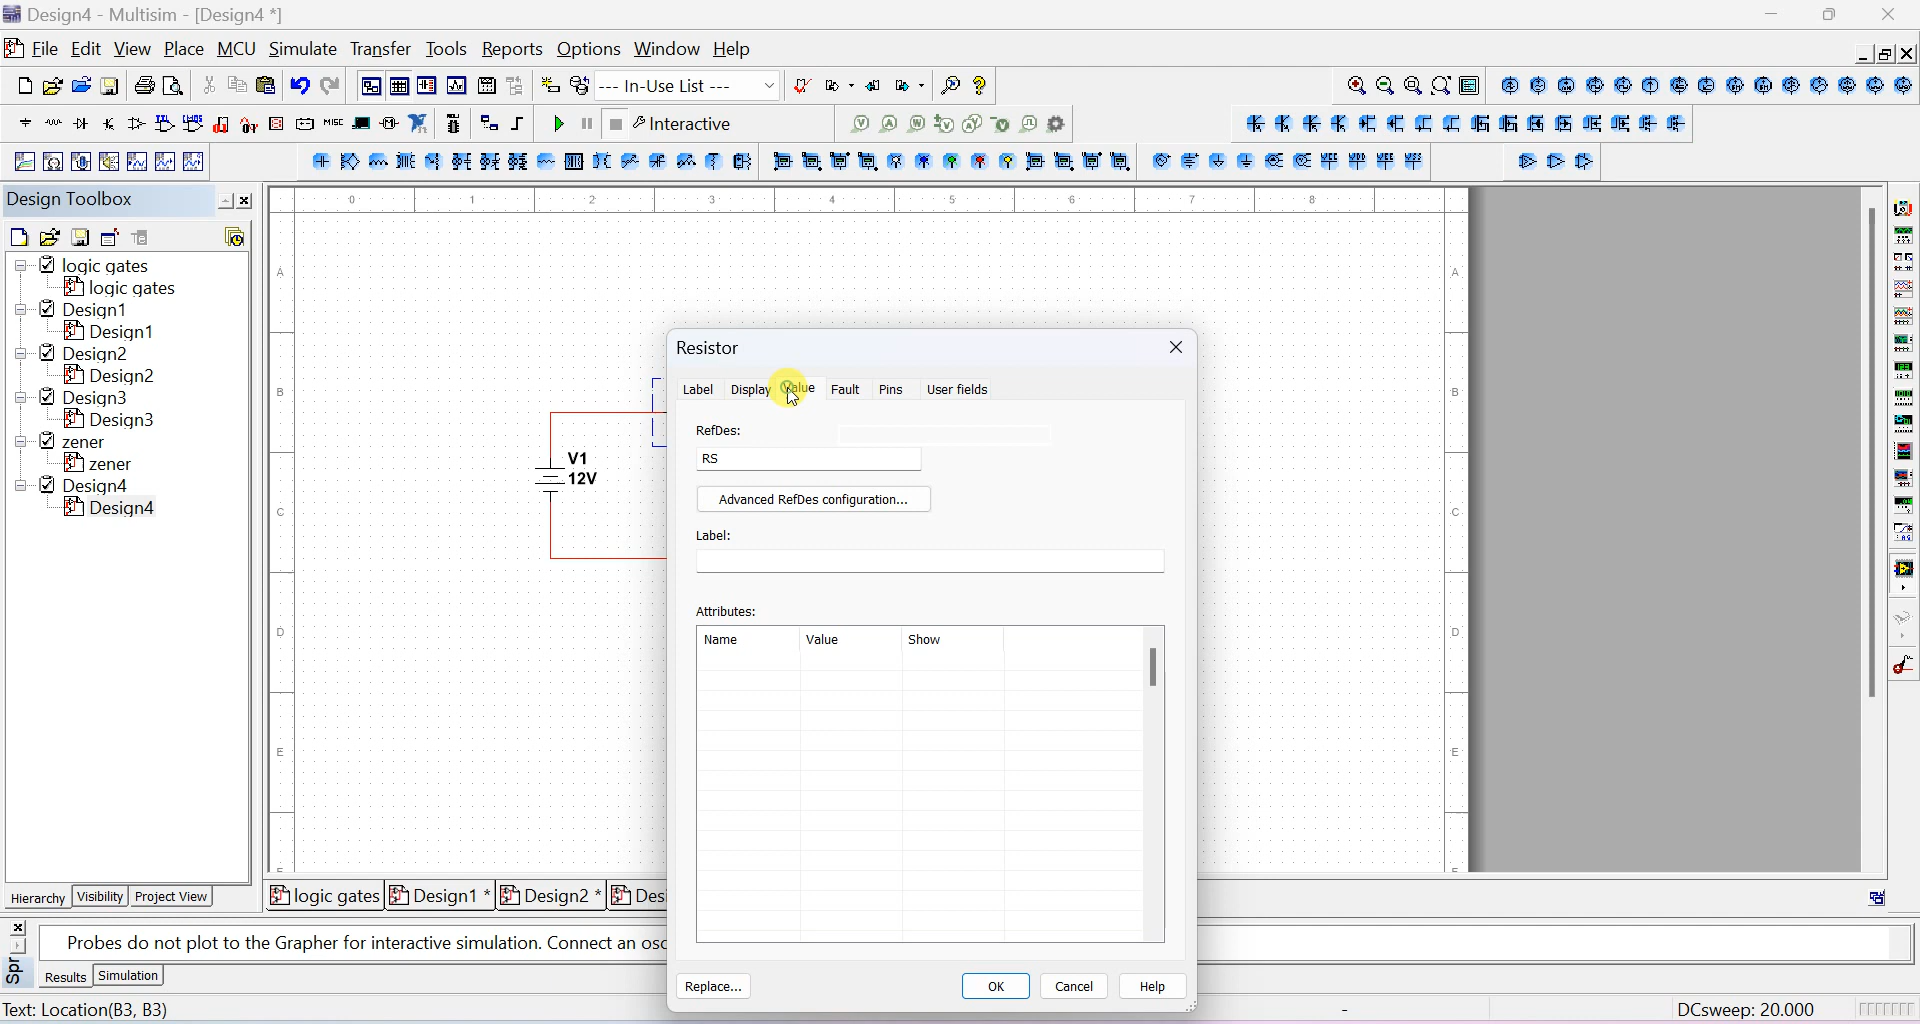 Design4 - Multisim - [Design4 *]
File Edit View Place MCU Simulate Transfer Tools Reports Options Window Help
--- In-Use List ---
MISC Interactive
Design Toolbox
0 1 2 3 4 5 6 7 8
logic gates
logic gates
Design1
Design1
Design2
Design2
Design3
Design3
zener
zener
Design4
Design4
A A
B B
C C
D D
E E
V1
12V
Resistor
Label Display Value Fault Pins User fields
RefDes:
RS
Advanced RefDes configuration...
Label:
Attributes:
Name Value Show
Replace... OK Cancel Help
Hierarchy Visibility Project View
logic gates Design1 * Design2 * Des
Probes do not plot to the Grapher for interactive simulation. Connect an osc
Spr
Results Simulation
Text: Location(B3, B3) - DCsweep: 20.000